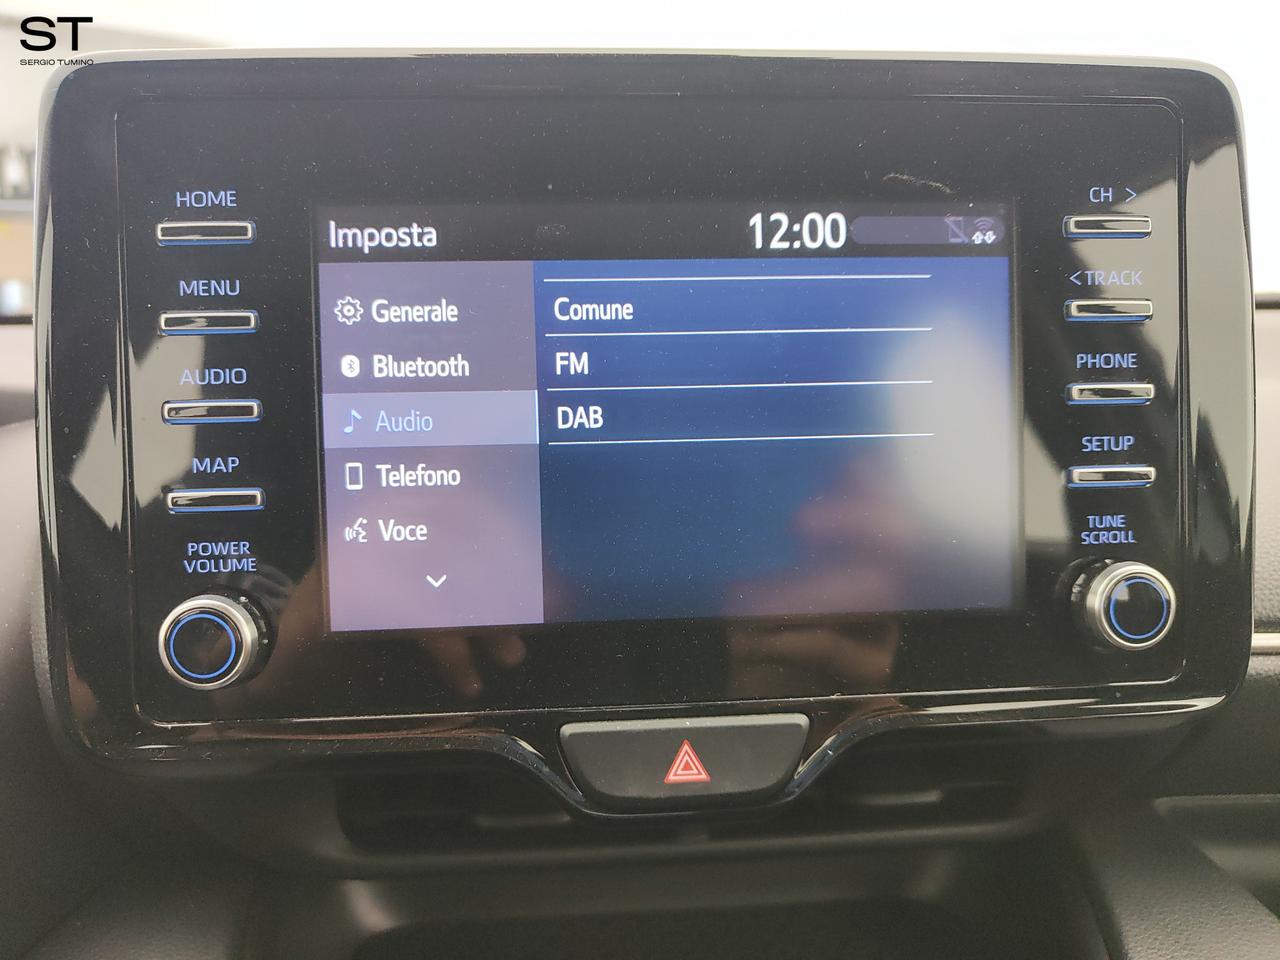 ST
SERGIO TUMINO
HOME
MENU
AUDIO
MAP
POWER
VOLUME
Imposta
12:00
Generale
Bluetooth
Audio
Telefono
Voce
Comune
FM
DAB
CH >
< TRACK
PHONE
SETUP
TUNE
SCROLL